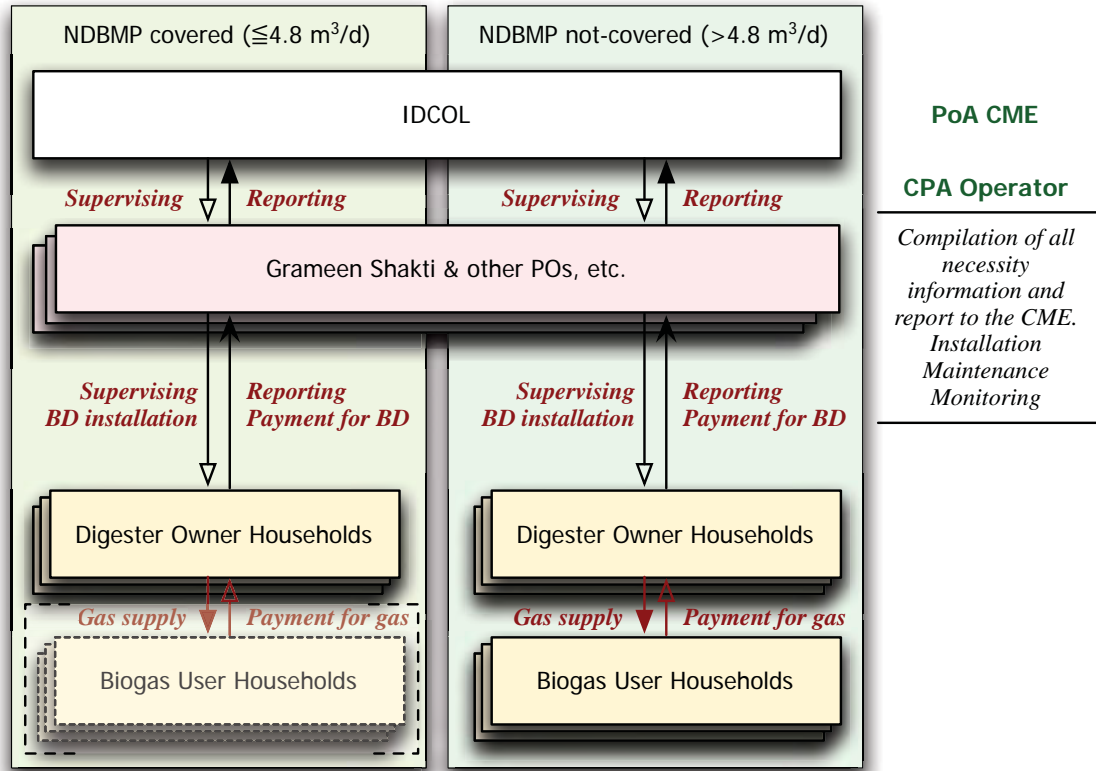 NDBMP covered (≦4.8 m³/d)
NDBMP not-covered (>4.8 m³/d)
IDCOL
PoA CME
Supervising
Reporting
Supervising
Reporting
CPA Operator
Grameen Shakti & other POs, etc.
Compilation of all
necessity
information and
report to the CME.
Installation
Maintenance
Monitoring
Supervising
BD installation
Reporting
Payment for BD
Supervising
BD installation
Reporting
Payment for BD
Digester Owner Households
Digester Owner Households
Gas supply
Payment for gas
Gas supply
Payment for gas
Biogas User Households
Biogas User Households